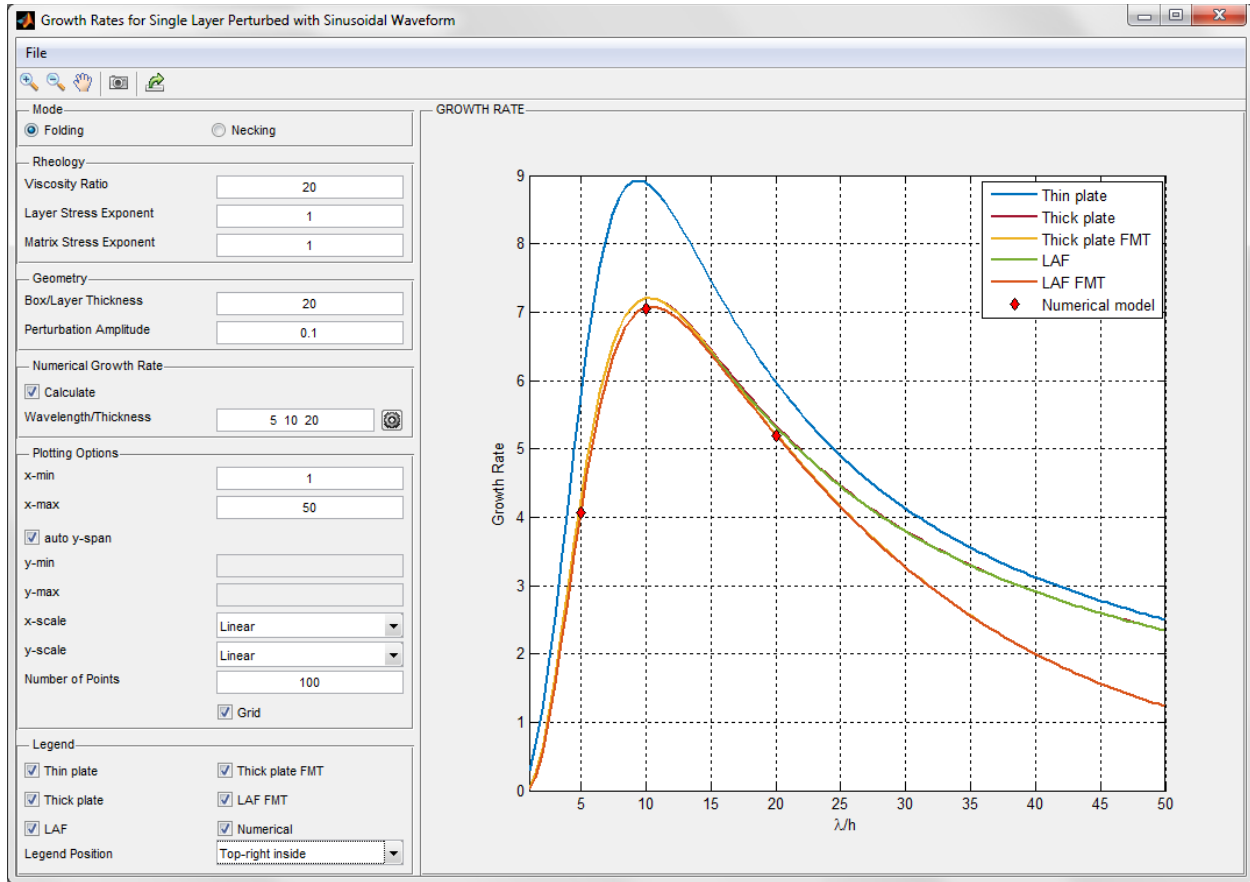 Growth Rates for Single Layer Perturbed with Sinusoidal Waveform
File
Mode
Folding
Necking
Rheology
Viscosity Ratio
20
Layer Stress Exponent
1
Matrix Stress Exponent
1
Geometry
Box/Layer Thickness
20
Perturbation Amplitude
0.1
Numerical Growth Rate
Calculate
Wavelength/Thickness
5 10 20
Plotting Options
x-min
1
x-max
50
auto y-span
y-min
y-max
x-scale
Linear
y-scale
Linear
Number of Points
100
Grid
Legend
Thin plate
Thick plate FMT
Thick plate
LAF FMT
LAF
Numerical
Legend Position
Top-right inside
GROWTH RATE
9
8
7
6
5
4
3
2
1
0
Growth Rate
Thin plate
Thick plate
Thick plate FMT
LAF
LAF FMT
Numerical model
5 10 15 20 25 30 35 40 45 50
λ/h